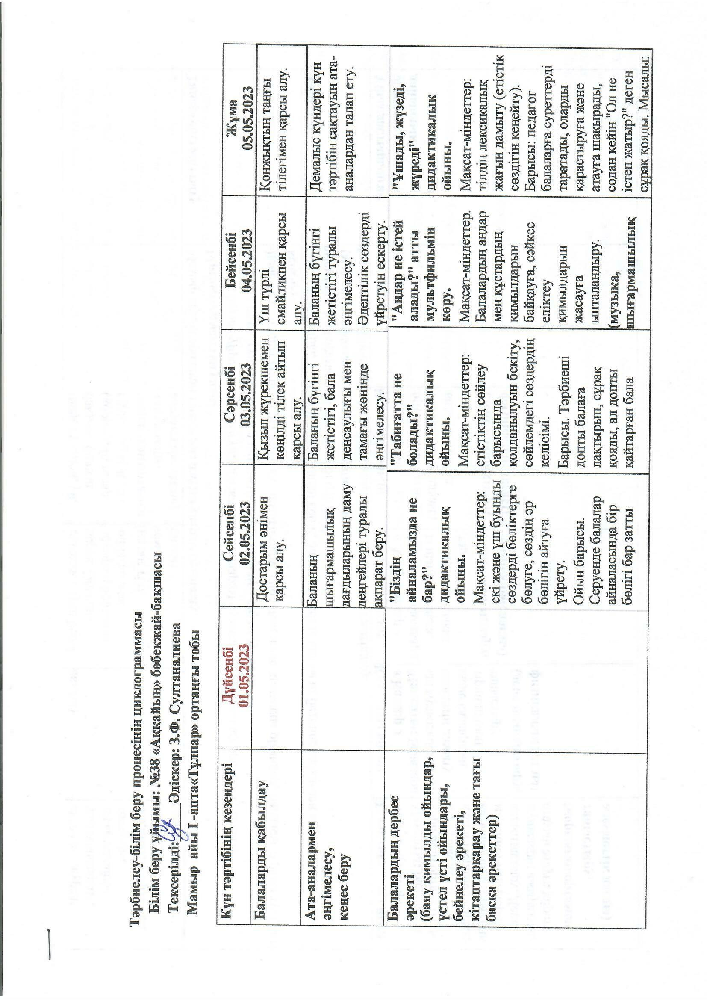 Тәрбиелеу-білім беру процесінің циклограммасы
Білім беру ұйымы: №38 «Аққайың» бөбекжай-бақшасы
Тексерілді: Әдіскер: З.Ф. Султаналиева
Мамыр айы I -апта«Тұлпар» ортаңғы тобы
Күн тәртібінің кезеңдері
Дүйсенбі
01.05.2023
Сейсенбі
02.05.2023
Сәрсенбі
03.05.2023
Бейсенбі
04.05.2023
Жұма
05.05.2023
Балаларды қабылдау
Достарым әнімен
қарсы алу.
Қызыл жүрекшемен
көңілді тілек айтып
қарсы алу.
Үш түрлі
смайликпен қарсы
алу.
Қонжықтың таңғы
тілегімен қарсы алу.
Ата-аналармен
әңгімелесу,
кеңес беру
Баланың
шығармашылық
дағдыларының даму
деңгейлері туралы
ақпарат беру.
Баланың бүгінгі
жетістігі, бала
денсаулығы мен
тамағы жөнінде
әңгімелесу.
Баланың бүгінгі
жетістігі туралы
әңгімелесу.
Әдептілік сөздерді
үйретуін ескерту.
Демалыс күндері күн
тәртібін сақтауын ата-
аналардан талап ету.
Балалардың дербес
әрекеті
(баяу қимылды ойындар,
үстел үсті ойындары,
бейнелеу әрекеті,
кітаптарқарау және тағы
басқа әрекеттер)
"Біздің
айналамызда не
бар?"
дидактикалық
ойыны.
Мақсат-міндеттер:
екі және үш буынды
сөздерді бөліктерге
бөлуге, сөздің әр
бөлігін айтуға
үйрету.
Ойын барысы.
Серуенде балалар
айналасында бір
бөлігі бар затты
"Табиғатта не
болады?"
дидактикалық
ойыны.
Мақсат-міндеттер:
етістіктің сөйлеу
барысында
қолданылуын бекіту,
сөйлемдегі сөздердің
келісімі.
Барысы. Тәрбиеші
допты балаға
лақтырып, сұрақ
қояды, ал допты
қайтарған бала
"Аңдар не істей
алады?" атты
мультфильмін
көру.
Мақсат-міндеттер.
Балалардың аңдар
мен құстардың
қимылдарын
байқауға, сәйкес
еліктеу
қимылдарын
жасауға
ынталандыру.
(музыка,
шығармашылық
"Ұшады, жүзеді,
жүреді"
дидактикалық
ойыны.
Мақсат-міндеттер:
тілдің лексикалық
жағын дамыту (етістік
сөздігін кеңейту).
Барысы: педагог
балаларға суреттерді
таратады, оларды
қарастыруға және
атауға шақырады,
содан кейін "Ол не
істеп жатыр?" деген
сұрақ қояды. Мысалы: